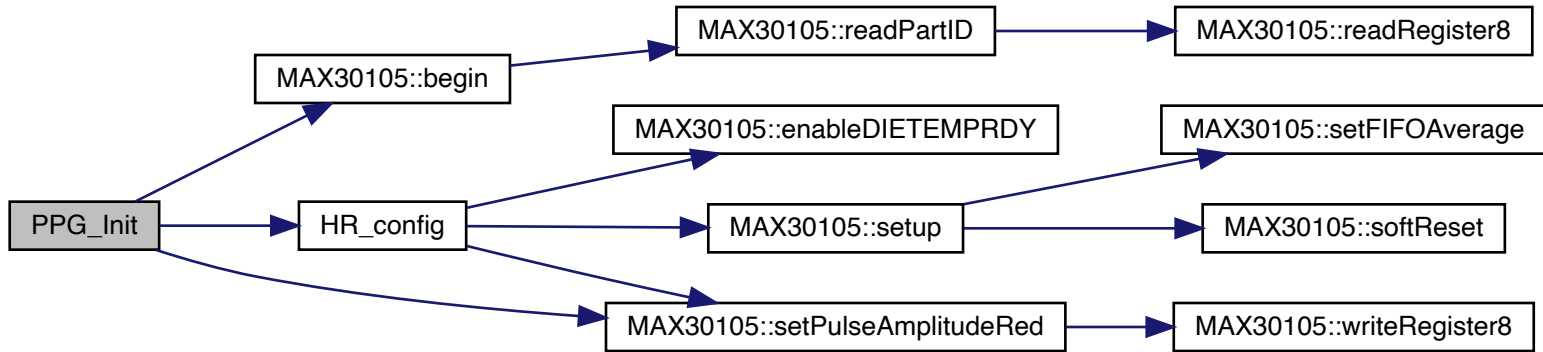 MAX30105::readPartID
MAX30105::readRegister8
MAX30105::begin
MAX30105::enableDIETEMPRDY
MAX30105::setFIFOAverage
PPG_Init
HR_config
MAX30105::setup
MAX30105::softReset
MAX30105::setPulseAmplitudeRed
MAX30105::writeRegister8